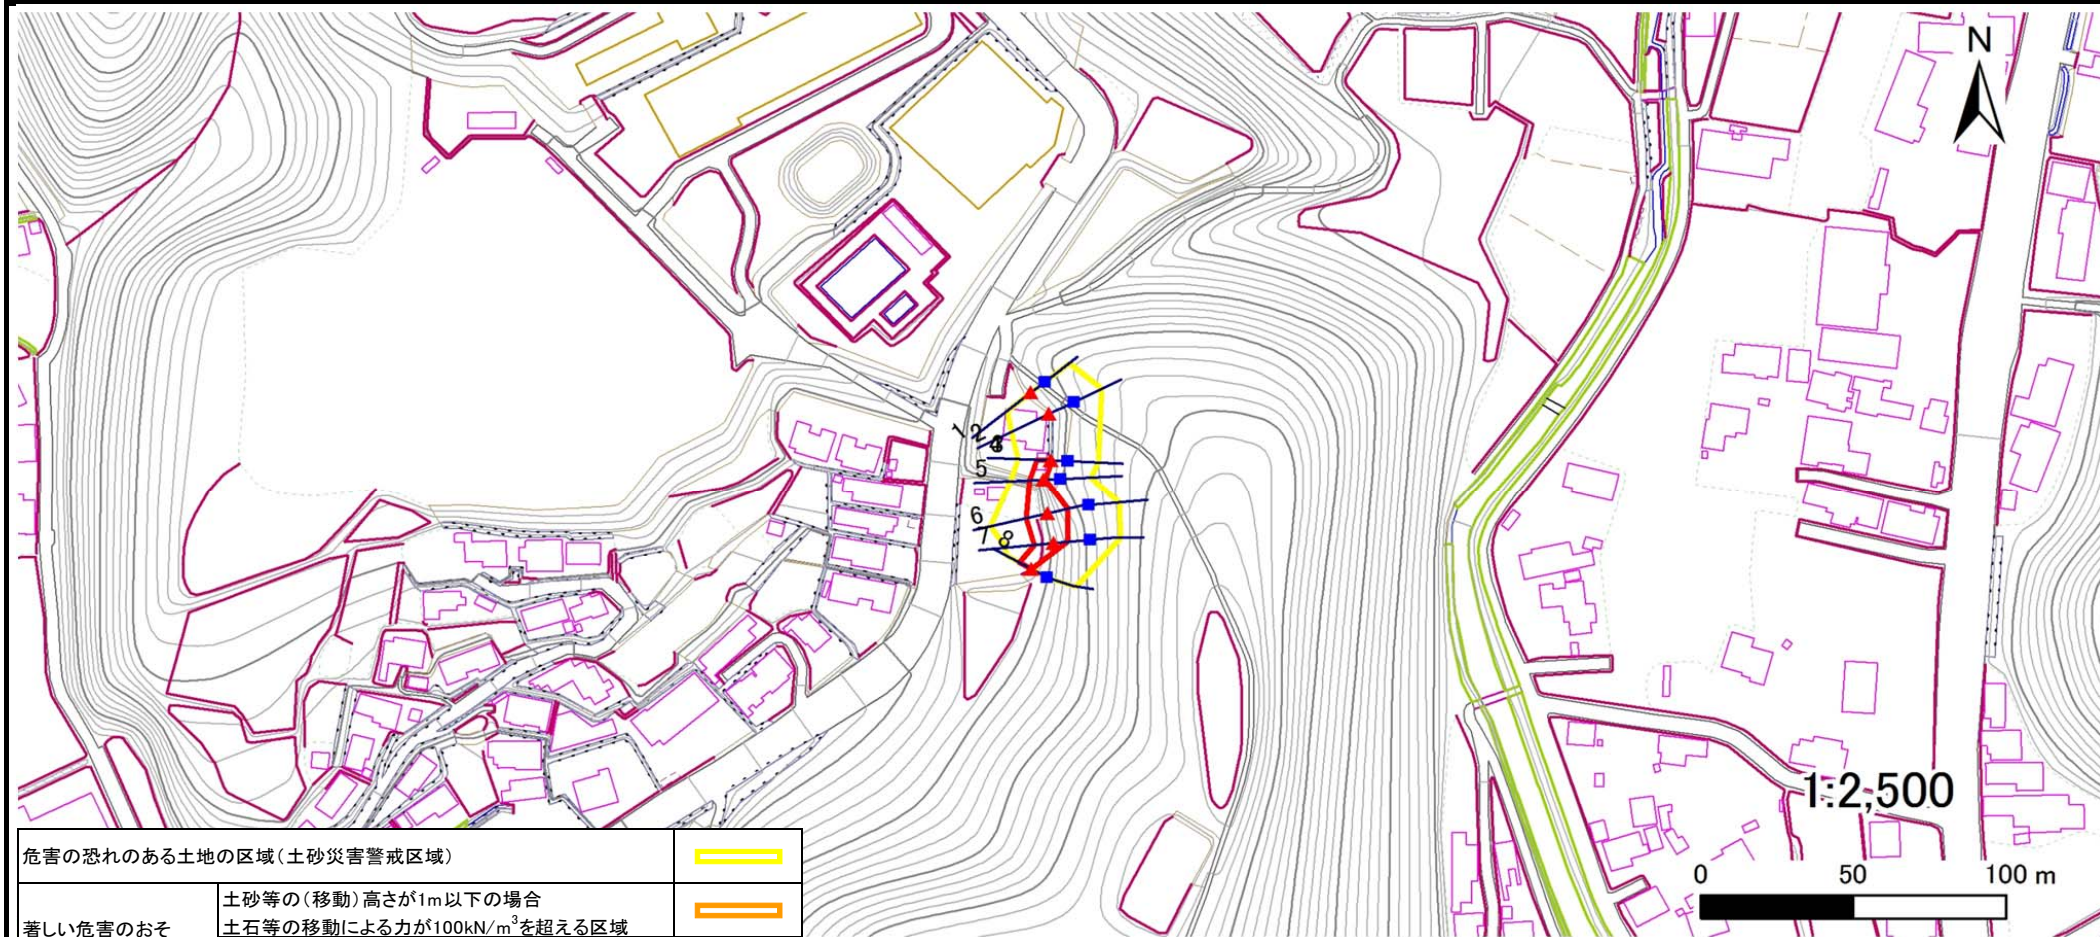 N
1
2
3
4
5
6
7
8
1:2,500
0 50 100 m
危害の恐れのある土地の区域(土砂災害警戒区域)
著しい危害のおそ
土砂等の(移動)高さが1m以下の場合
土石等の移動による力が100kN/m³を超える区域